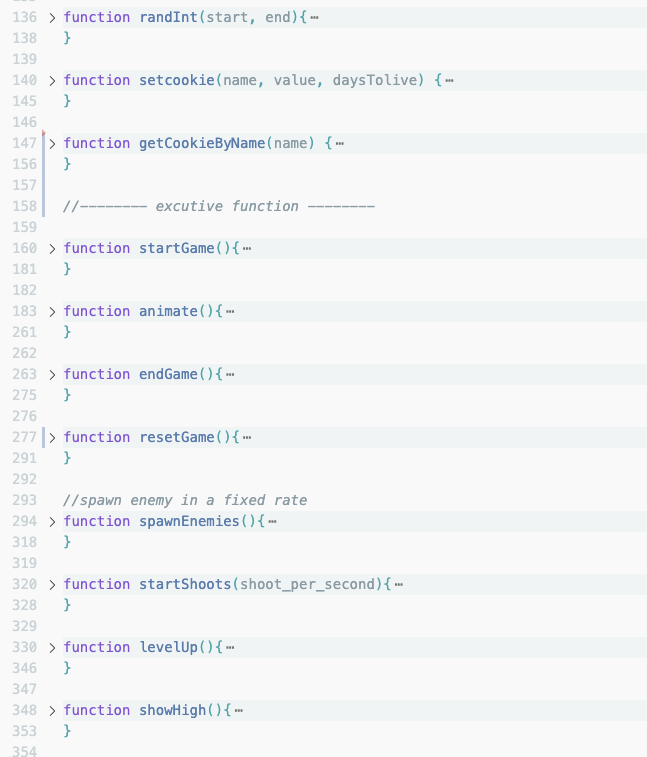 136 > function randInt(start, end){⋯
138 }
139
140 > function setcookie(name, value, daysTolive) {⋯
145 }
146
147 > function getCookieByName(name) {⋯
156 }
157
158 //-------- excutive function --------
159
160 > function startGame(){⋯
181 }
182
183 > function animate(){⋯
261 }
262
263 > function endGame(){⋯
275 }
276
277 > function resetGame(){⋯
291 }
292
293 //spawn enemy in a fixed rate
294 > function spawnEnemies(){⋯
318 }
319
320 > function startShoots(shoot_per_second){⋯
328 }
329
330 > function levelUp(){⋯
346 }
347
348 > function showHigh(){⋯
353 }
354